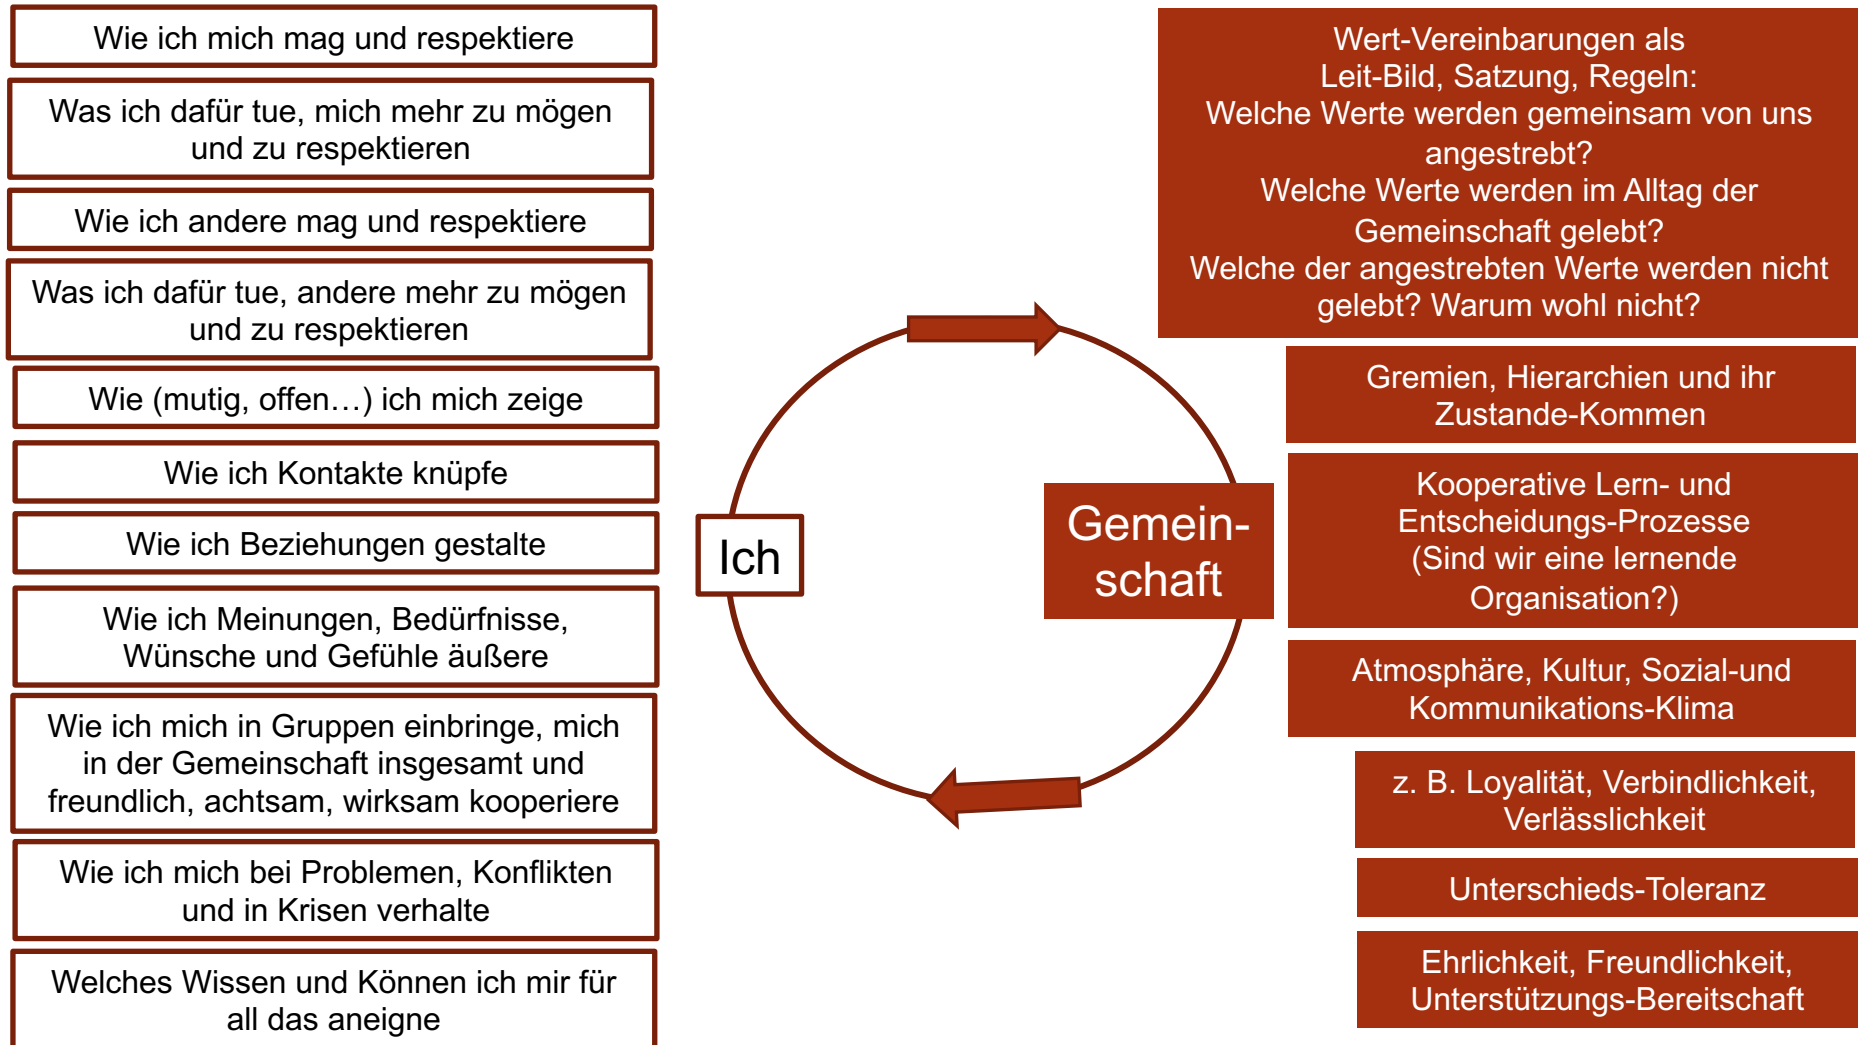 Wie ich mich mag und respektiere
Was ich dafür tue, mich mehr zu mögen
und zu respektieren
Wie ich andere mag und respektiere
Was ich dafür tue, andere mehr zu mögen
und zu respektieren
Wie (mutig, offen…) ich mich zeige
Wie ich Kontakte knüpfe
Wie ich Beziehungen gestalte
Wie ich Meinungen, Bedürfnisse,
Wünsche und Gefühle äußere
Wie ich mich in Gruppen einbringe, mich
in der Gemeinschaft insgesamt und
freundlich, achtsam, wirksam kooperiere
Wie ich mich bei Problemen, Konflikten
und in Krisen verhalte
Welches Wissen und Können ich mir für
all das aneigne
Ich
Gemein-
schaft
Wert-Vereinbarungen als
Leit-Bild, Satzung, Regeln:
Welche Werte werden gemeinsam von uns
angestrebt?
Welche Werte werden im Alltag der
Gemeinschaft gelebt?
Welche der angestrebten Werte werden nicht
gelebt? Warum wohl nicht?
Gremien, Hierarchien und ihr
Zustande-Kommen
Kooperative Lern- und
Entscheidungs-Prozesse
(Sind wir eine lernende
Organisation?)
Atmosphäre, Kultur, Sozial-und
Kommunikations-Klima
z. B. Loyalität, Verbindlichkeit,
Verlässlichkeit
Unterschieds-Toleranz
Ehrlichkeit, Freundlichkeit,
Unterstützungs-Bereitschaft